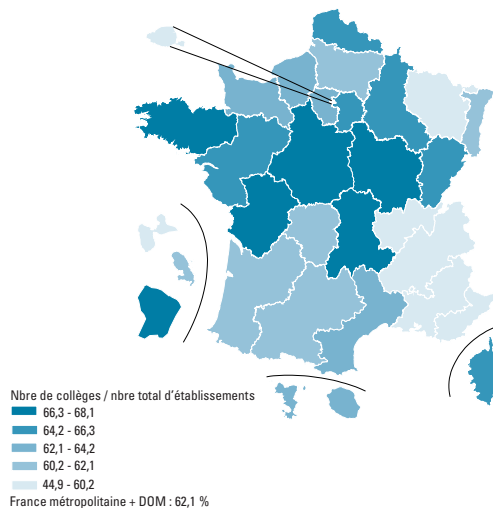 Nbre de collèges / nbre total d'établissements
66,3 - 68,1
64,2 - 66,3
62,1 - 64,2
60,2 - 62,1
44,9 - 60,2
France métropolitaine + DOM : 62,1 %